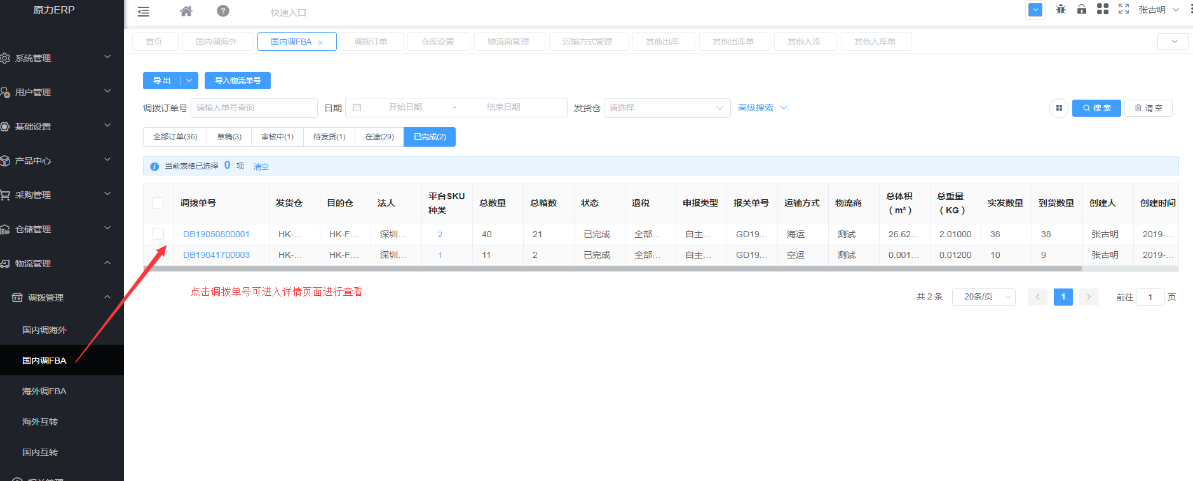 原力ERP
快速入口
张古明
系统管理
用户管理
基础设置
产品中心
采购管理
仓储管理
物流管理
调拨管理
国内调海外
国内调FBA
海外调FBA
海外互转
国内互转
首页 国内调海外 国内调FBA × 调拨订单 仓库设置 物流商管理 运输方式管理 其他出库 其他出库单 其他入库 其他入库单
导出 导入物流单号
调拨订单号 请输入单号查询 日期 开始日期 - 结束日期 发货仓 请选择 高级搜索 搜索 清空
全部订单(36) 草稿(3) 审核中(1) 待发货(1) 在途(29) 已完成(2)
当前表格已选择 0 项 清空
调拨单号 发货仓 目的仓 法人 平台SKU种类 总数量 总箱数 状态 退税 申报类型 报关单号 运输方式 物流商 总体积（m³） 总重量（KG） 实发数量 到货数量 创建人 创建时间
DB19050800001 HK-... HK-F... 深圳... 2 40 21 已完成 全部... 自主... GD19... 海运 测试 26.62... 2.01000 38 38 张古明 2019-...
DB19041700003 HK-... HK-F... 深圳... 1 11 2 已完成 全部... 自主... GD19... 空运 测试 0.001... 0.01200 10 9 张古明 2019-...
点击调拨单号可进入详情页面进行查看
共 2 条 20条/页 1 前往 1 页